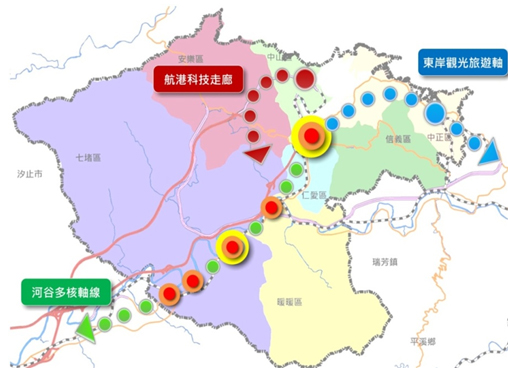 中山區
安樂區
航港科技走廊
東岸觀光旅遊軸
信義區
中正區
七堵區
汐止市
仁愛區
瑞芳鎮
河谷多核軸線
暖暖區
平溪鄉